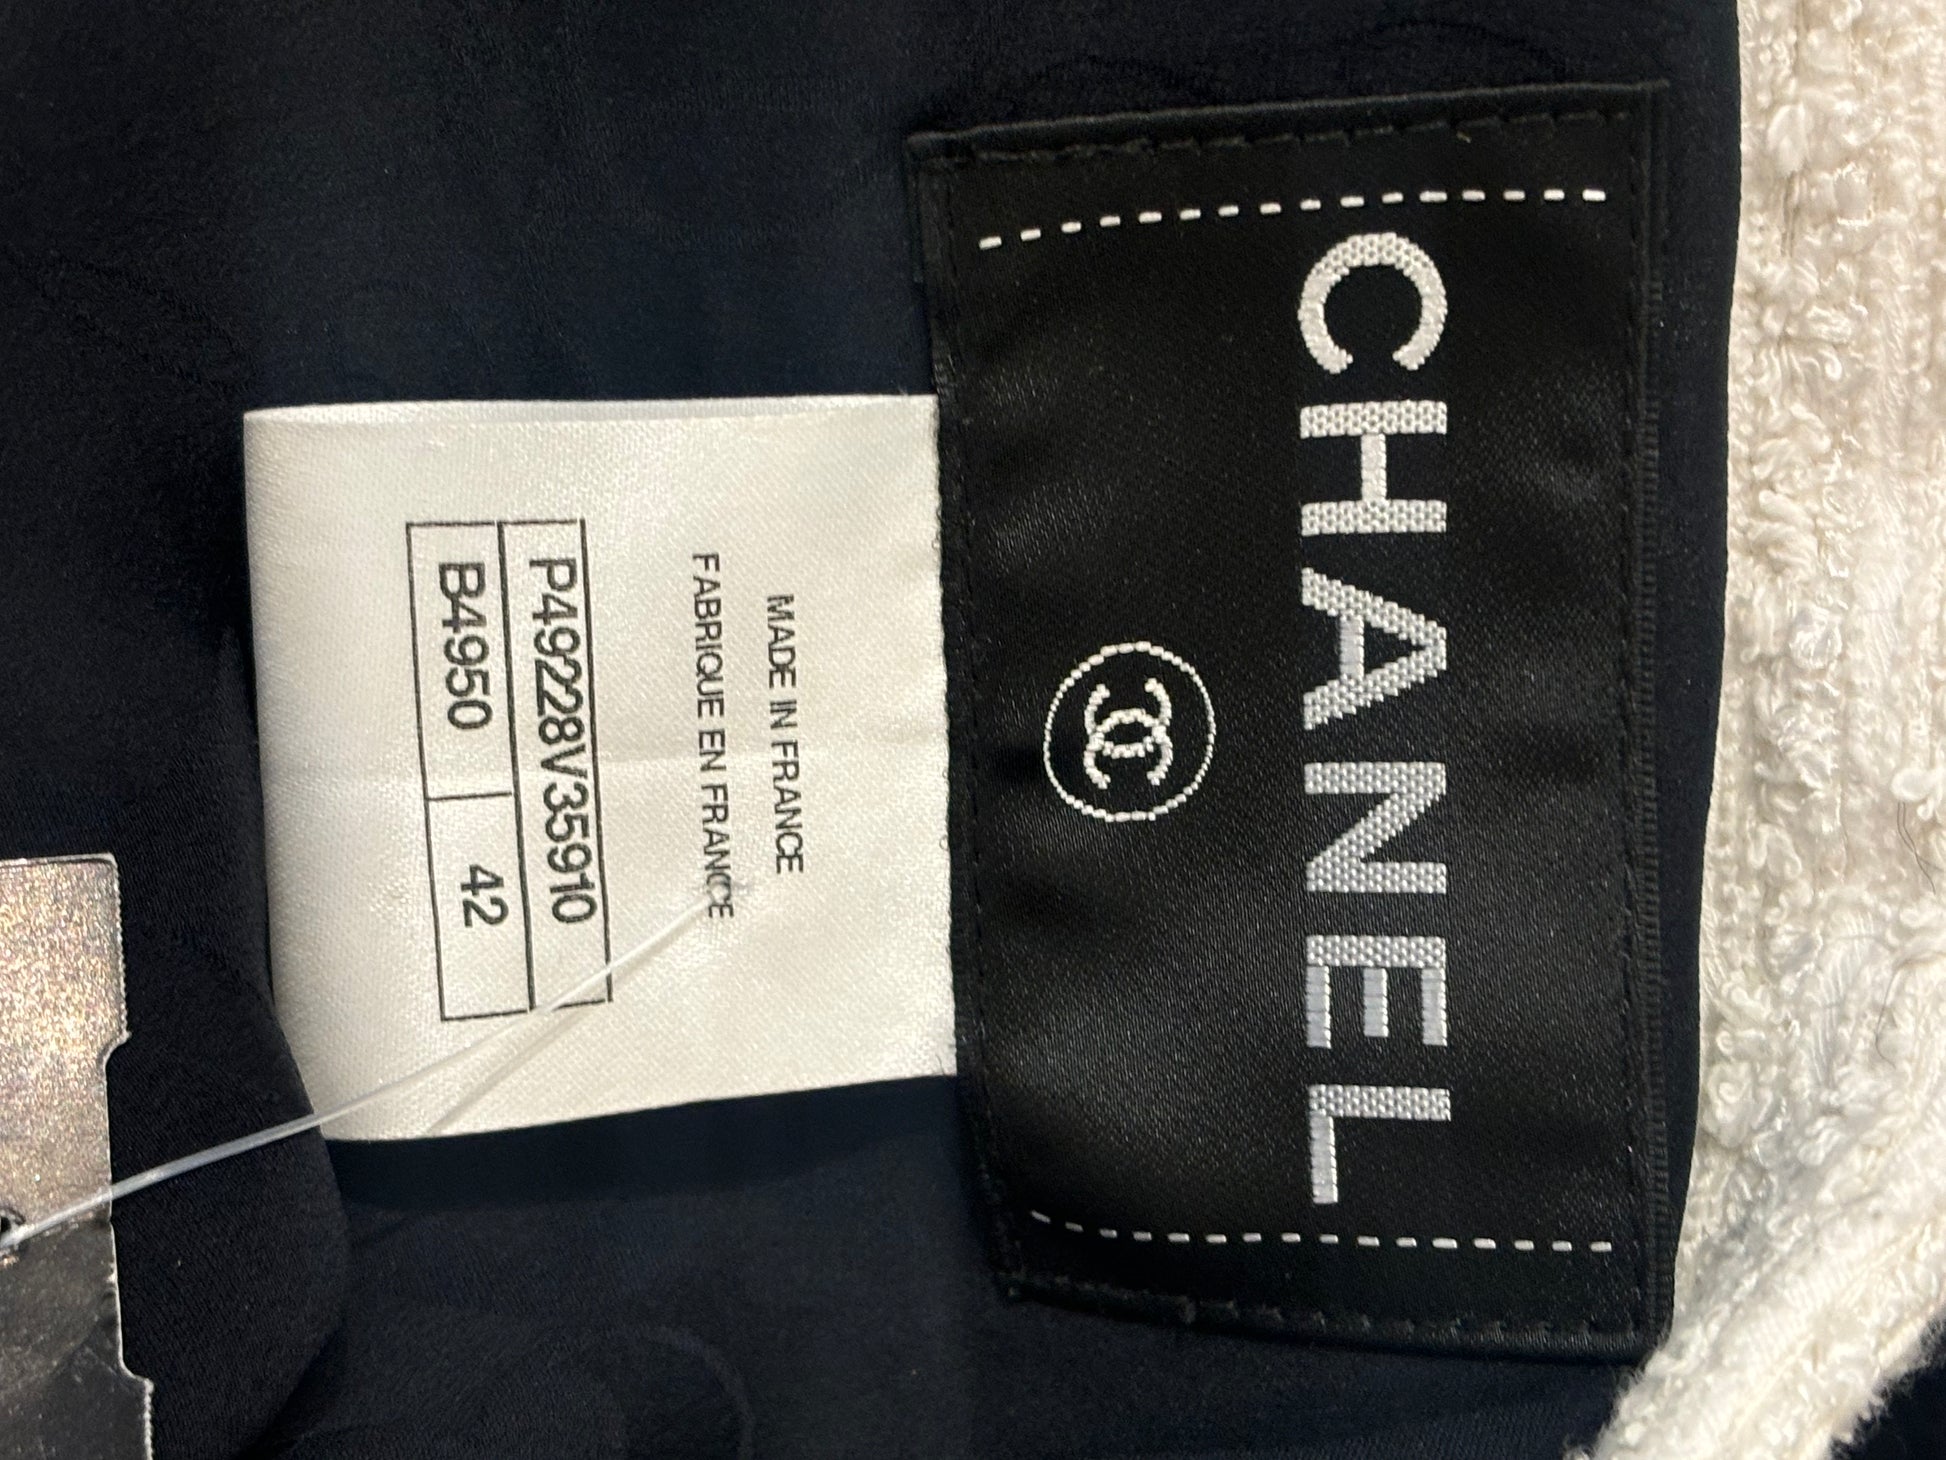 CHANEL
MADE IN FRANCE
FABRIQUE EN FRANCE
P49228V35910
B4950 42